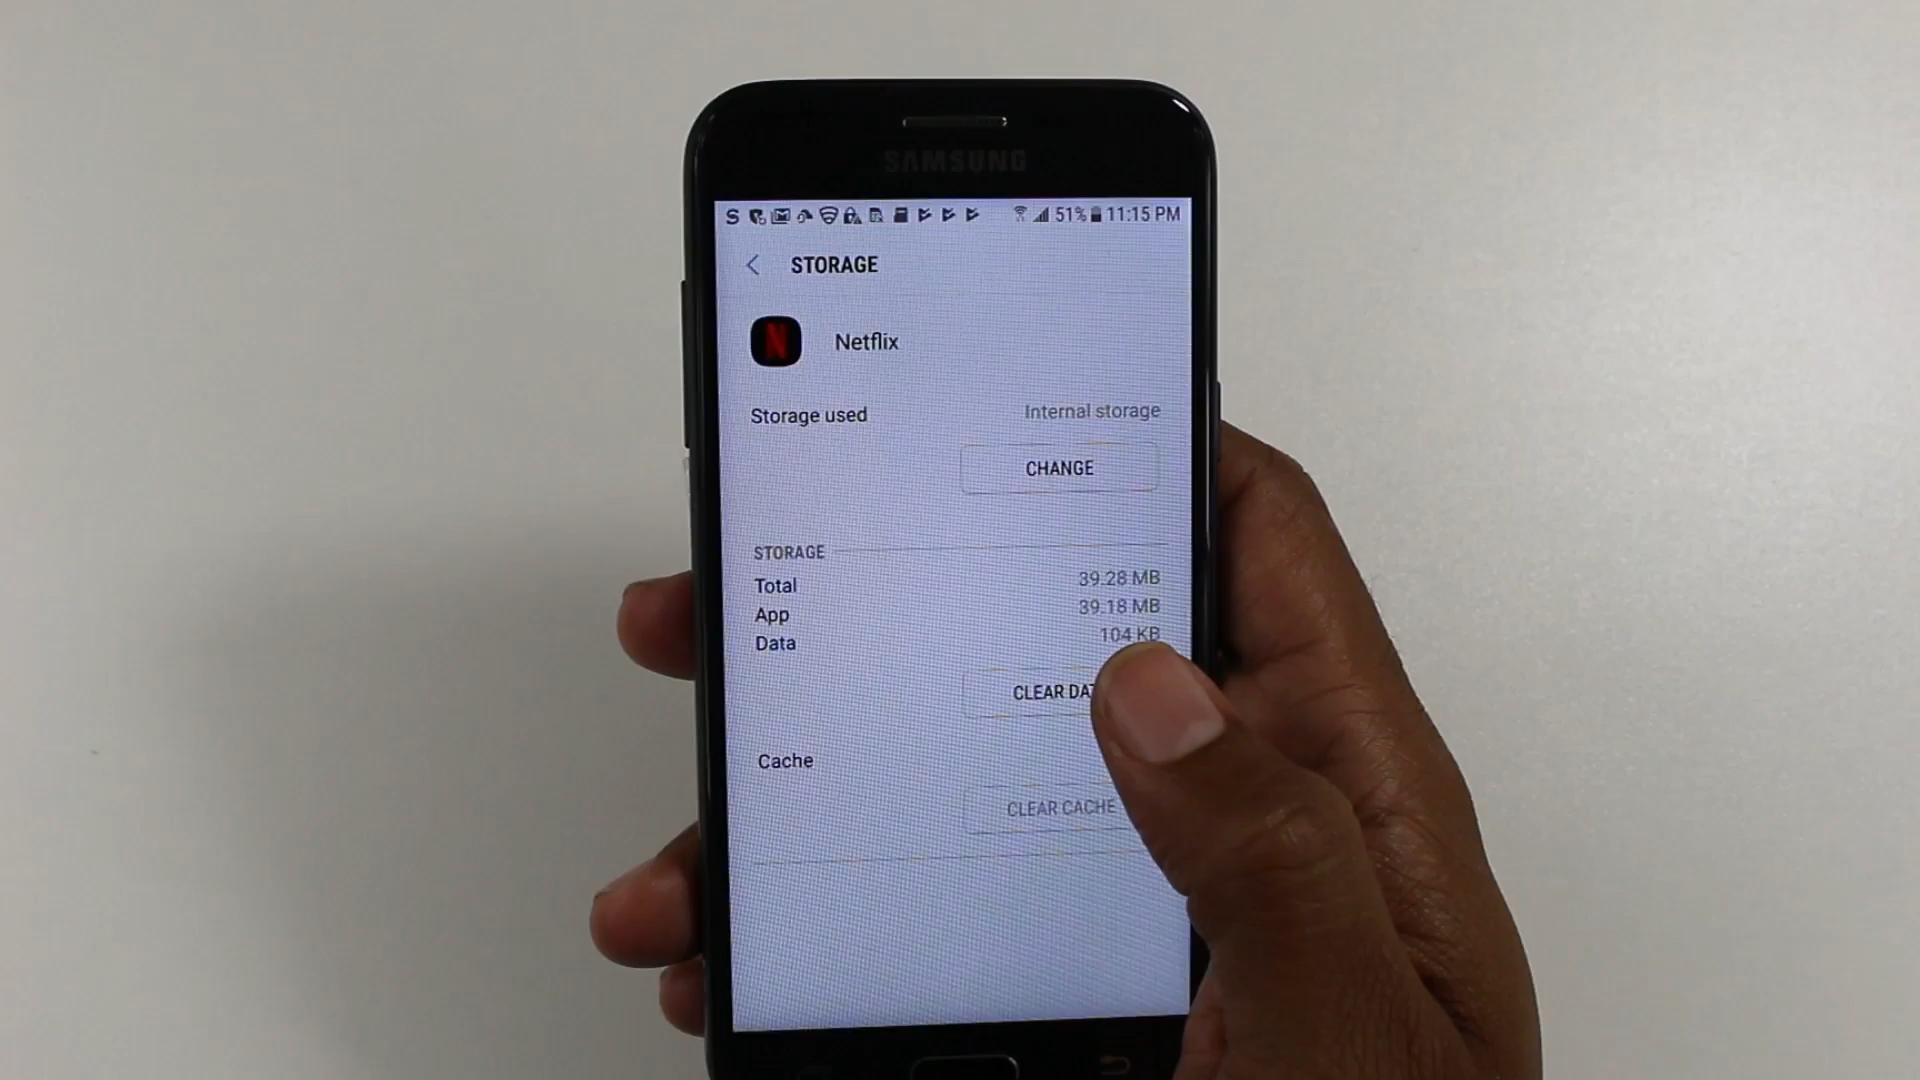 SAMSUNG
51% 11:15 PM
STORAGE
Netflix
Storage used Internal storage
CHANGE
STORAGE
Total 39.28 MB
App 39.18 MB
Data 104 KB
CLEAR DAT
Cache
CLEAR CACHE